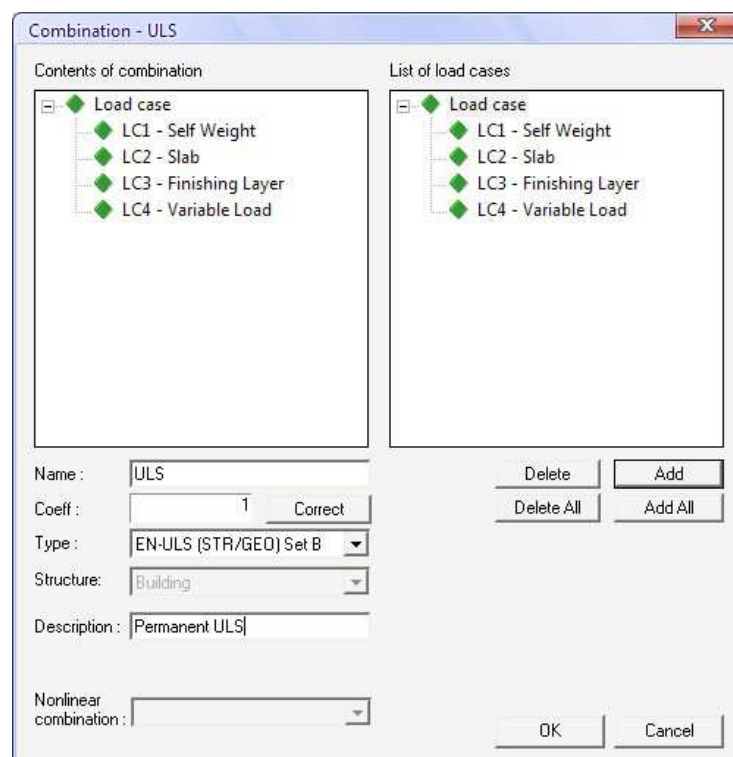 Combination - ULS
Contents of combination
List of load cases
Load case
LC1 - Self Weight
LC2 - Slab
LC3 - Finishing Layer
LC4 - Variable Load
Load case
LC1 - Self Weight
LC2 - Slab
LC3 - Finishing Layer
LC4 - Variable Load
Name : ULS
Coeff : 1 Correct
Type : EN-ULS (STR/GEO) Set B
Structure: Building
Description : Permanent ULS
Nonlinear
combination :
Delete Add
Delete All Add All
OK Cancel